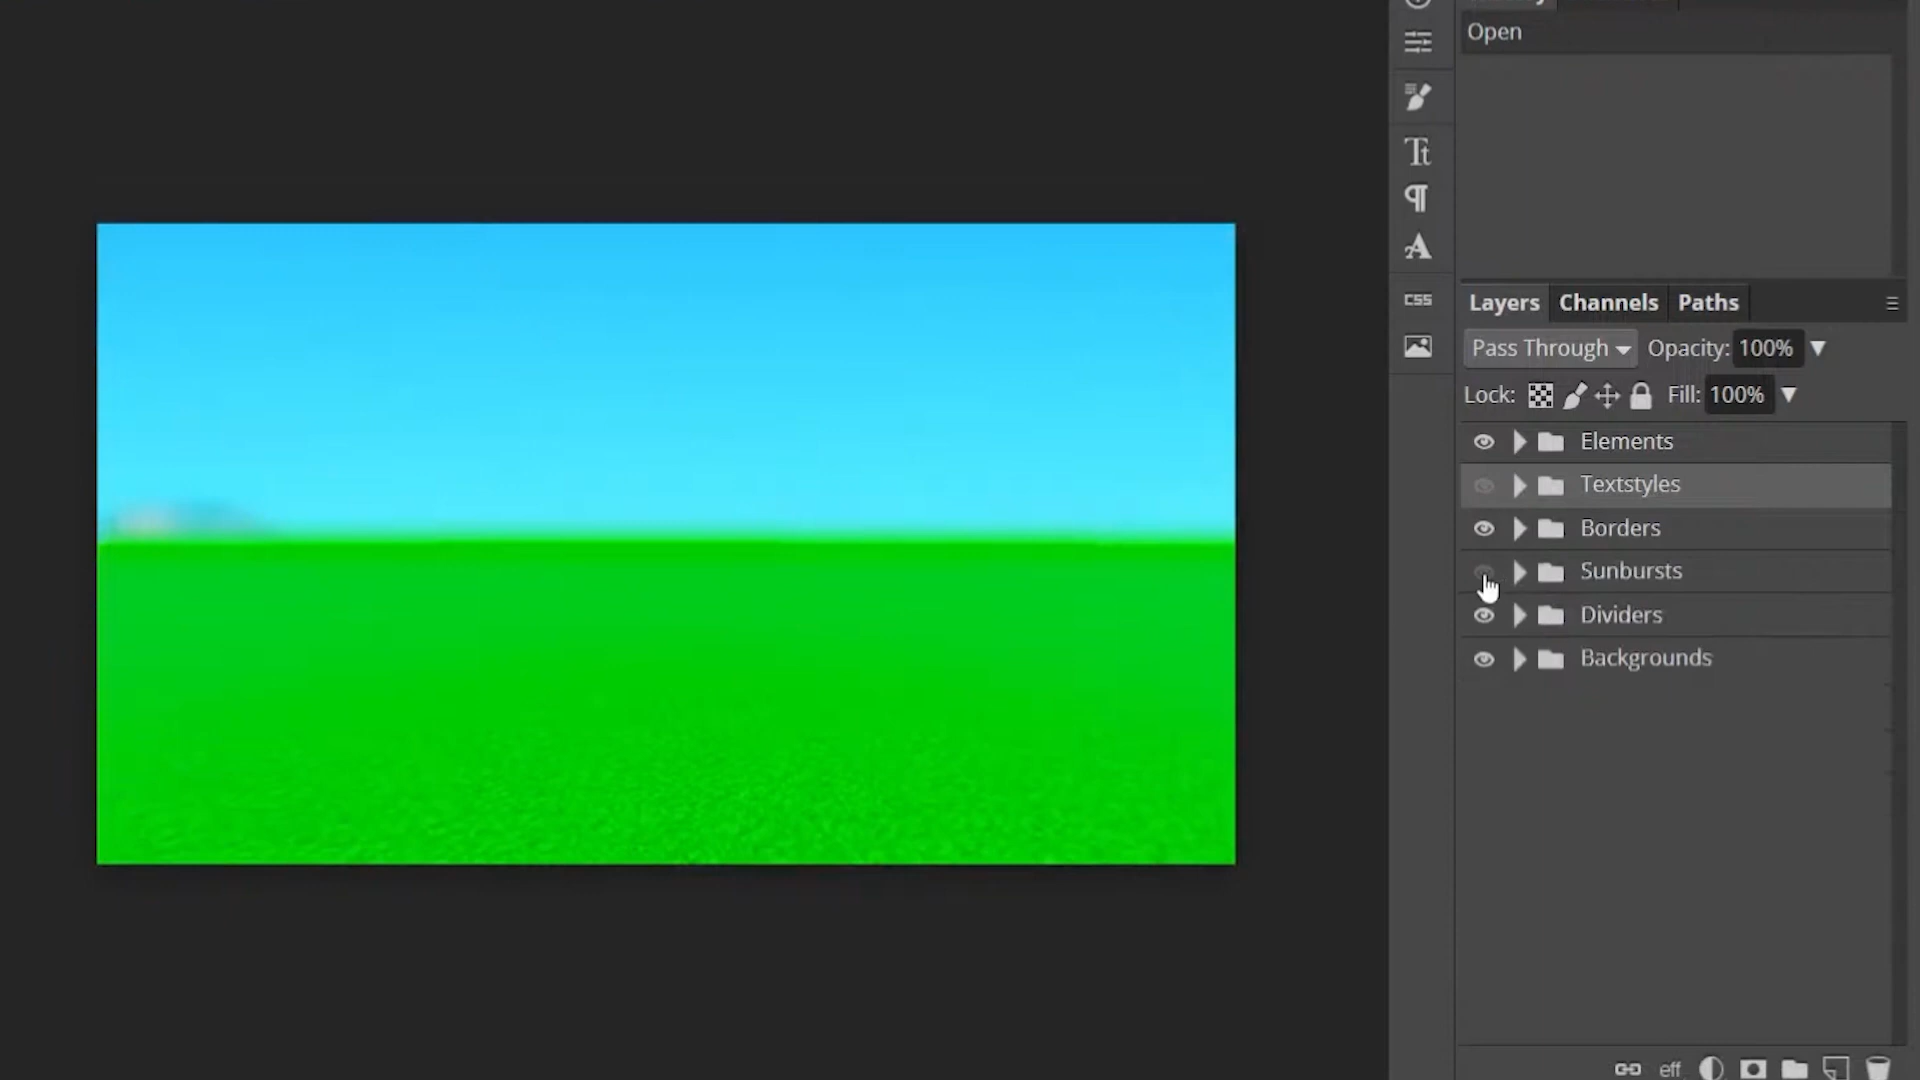 Open
CSS
Layers Channels Paths
Pass Through Opacity: 100%
Lock: Fill: 100%
Elements
Textstyles
Borders
Sunbursts
Dividers
Backgrounds
eff